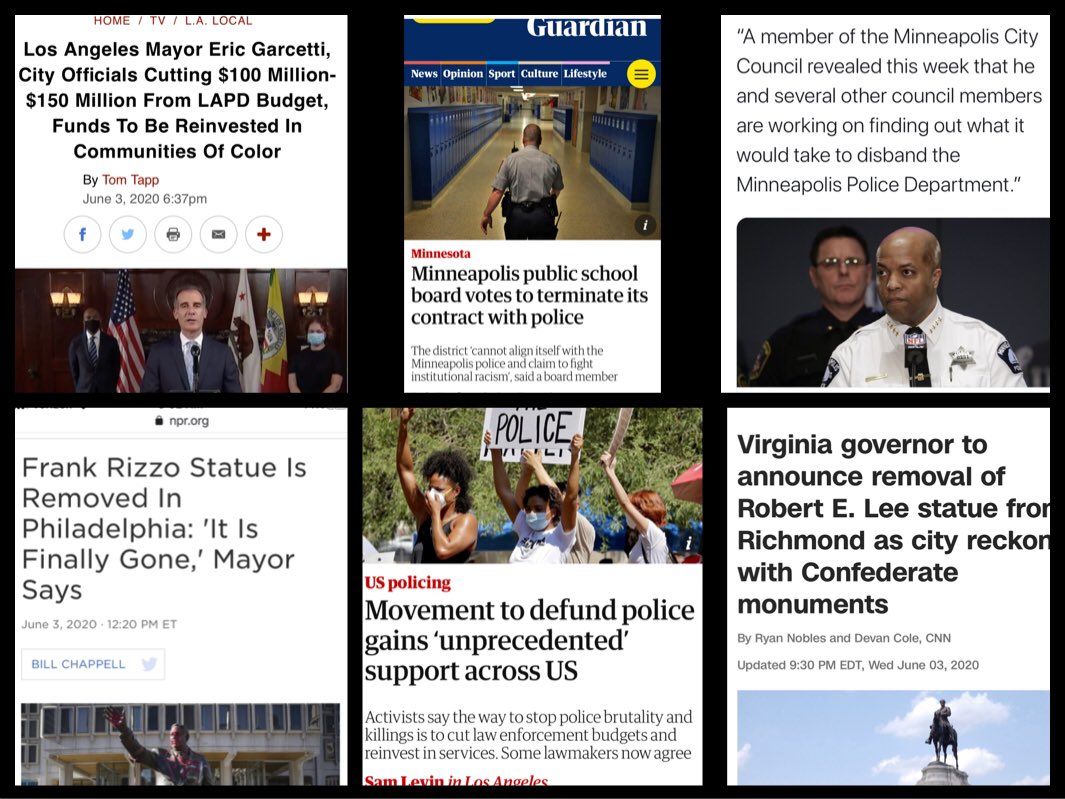 HOME / TV / L.A. LOCAL
Los Angeles Mayor Eric Garcetti,
City Officials Cutting $100 Million-
$150 Million From LAPD Budget,
Funds To Be Reinvested In
Communities Of Color
By Tom Tapp
June 3, 2020 6:37pm
Guardian
News Opinion Sport Culture Lifestyle
i
Minnesota
Minneapolis public school
board votes to terminate its
contract with police
The district ‘cannot align itself with the
Minneapolis police and claim to fight
institutional racism’, said a board member
“A member of the Minneapolis City
Council revealed this week that he
and several other council members
are working on finding out what it
would take to disband the
Minneapolis Police Department.”
NFL
npr.org
Frank Rizzo Statue Is
Removed In
Philadelphia: 'It Is
Finally Gone,' Mayor
Says
June 3, 2020 · 12:20 PM ET
BILL CHAPPELL
POLICE
i
US policing
Movement to defund police
gains ‘unprecedented’
support across US
Activists say the way to stop police brutality and
killings is to cut law enforcement budgets and
reinvest in services. Some lawmakers now agree
Sam Levin in Los Angeles
Virginia governor to
announce removal of
Robert E. Lee statue from
Richmond as city reckon
with Confederate
monuments
By Ryan Nobles and Devan Cole, CNN
Updated 9:30 PM EDT, Wed June 03, 2020